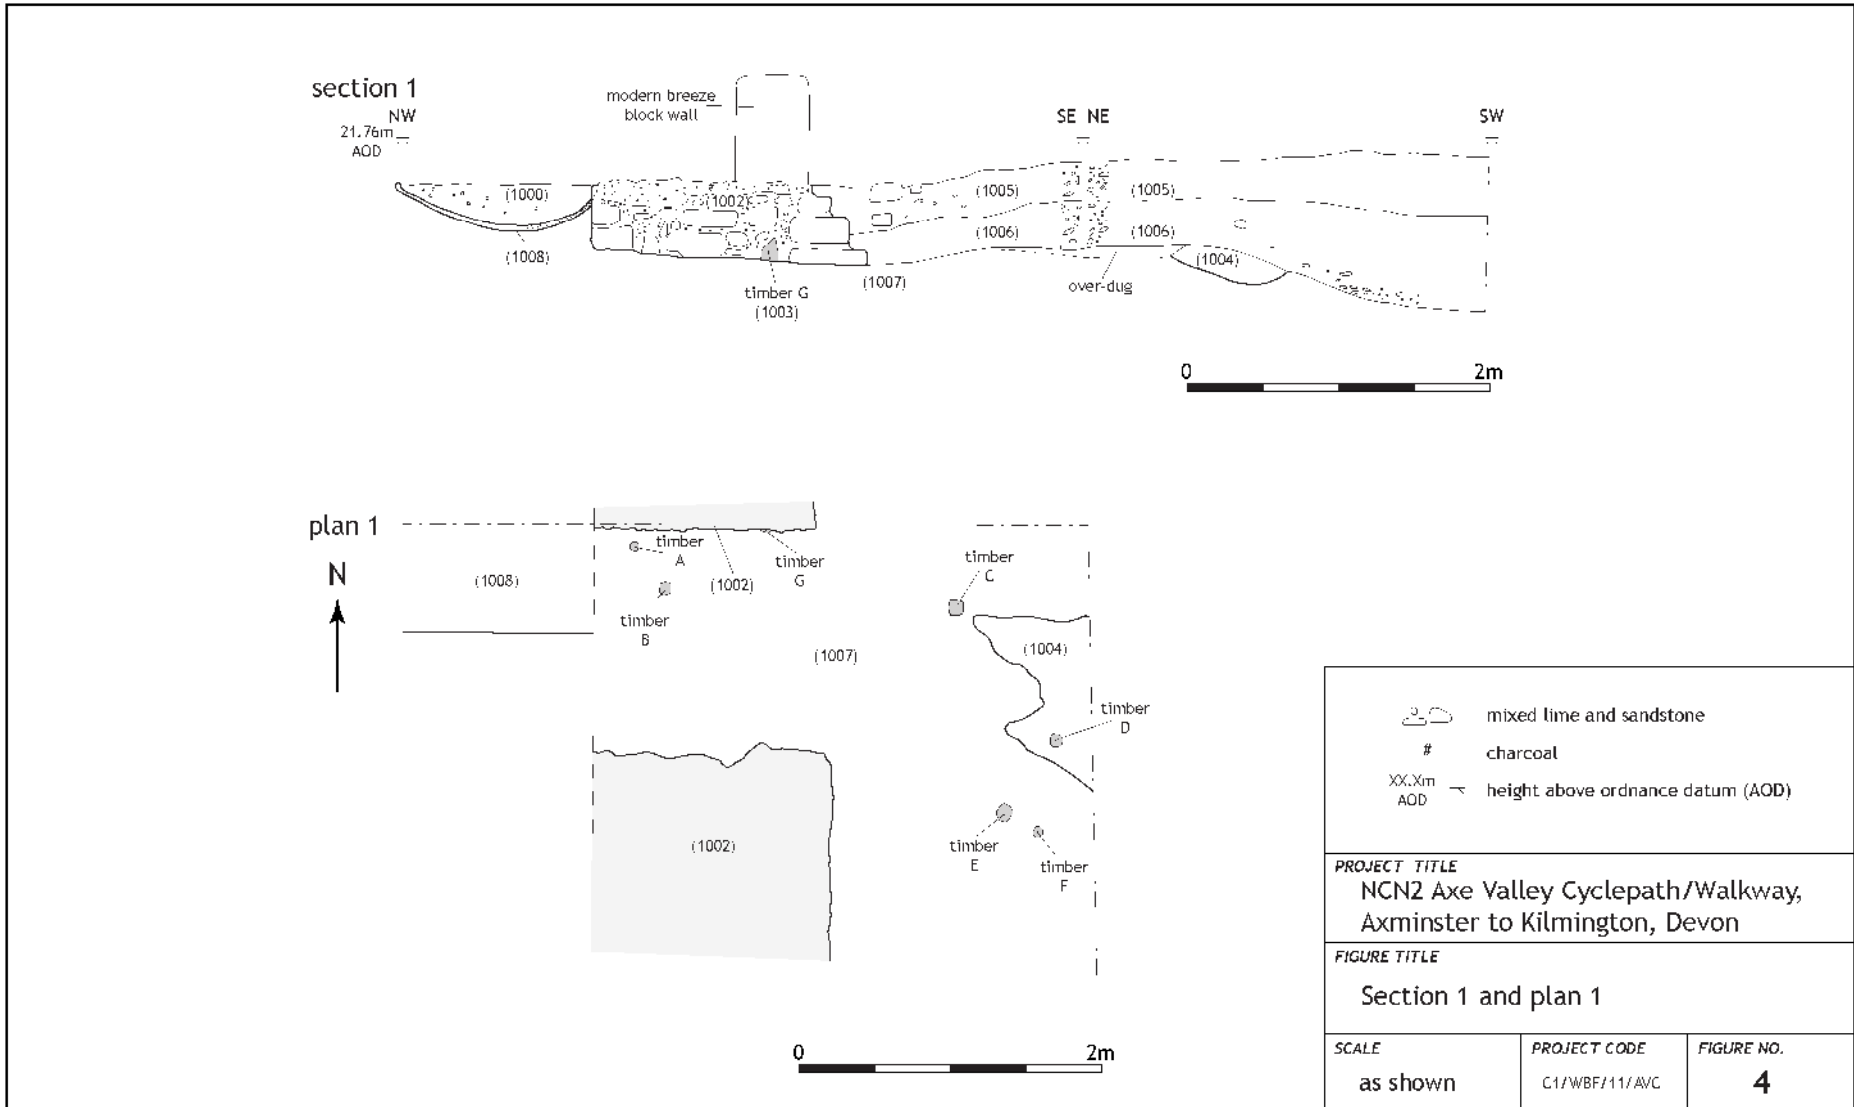 section 1
NW
21.76m
AOD
modern breeze
block wall
SE NE
SW
(1000)
(1002)
(1005)
(1005)
(1006)
(1006)
(1008)
(1004)
(1007)
over-dug
timber G
(1003)
0 2m
plan 1
N
timber
A
timber
G
(1002)
(1008)
timber
B
timber
C
(1007)
(1004)
timber
D
(1002)
timber
E
timber
F
0 2m
mixed lime and sandstone
# charcoal
XX.Xm
AOD
height above ordnance datum (AOD)
PROJECT TITLE
NCN2 Axe Valley Cyclepath/Walkway,
Axminster to Kilmington, Devon
FIGURE TITLE
Section 1 and plan 1
SCALE
as shown
PROJECT CODE
C1/WBF/11/AVC
FIGURE NO.
4